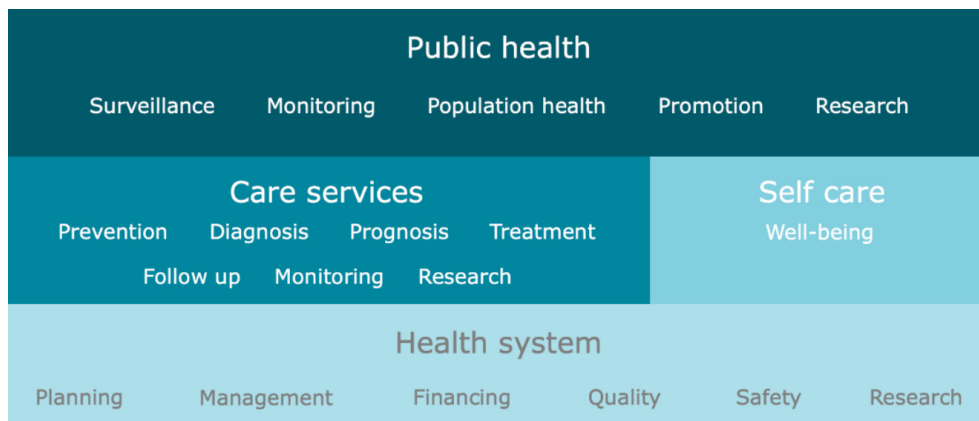 Public health
Surveillance Monitoring Population health Promotion Research
Care services
Prevention Diagnosis Prognosis Treatment
Follow up Monitoring Research
Self care
Well-being
Health system
Planning Management Financing Quality Safety Research